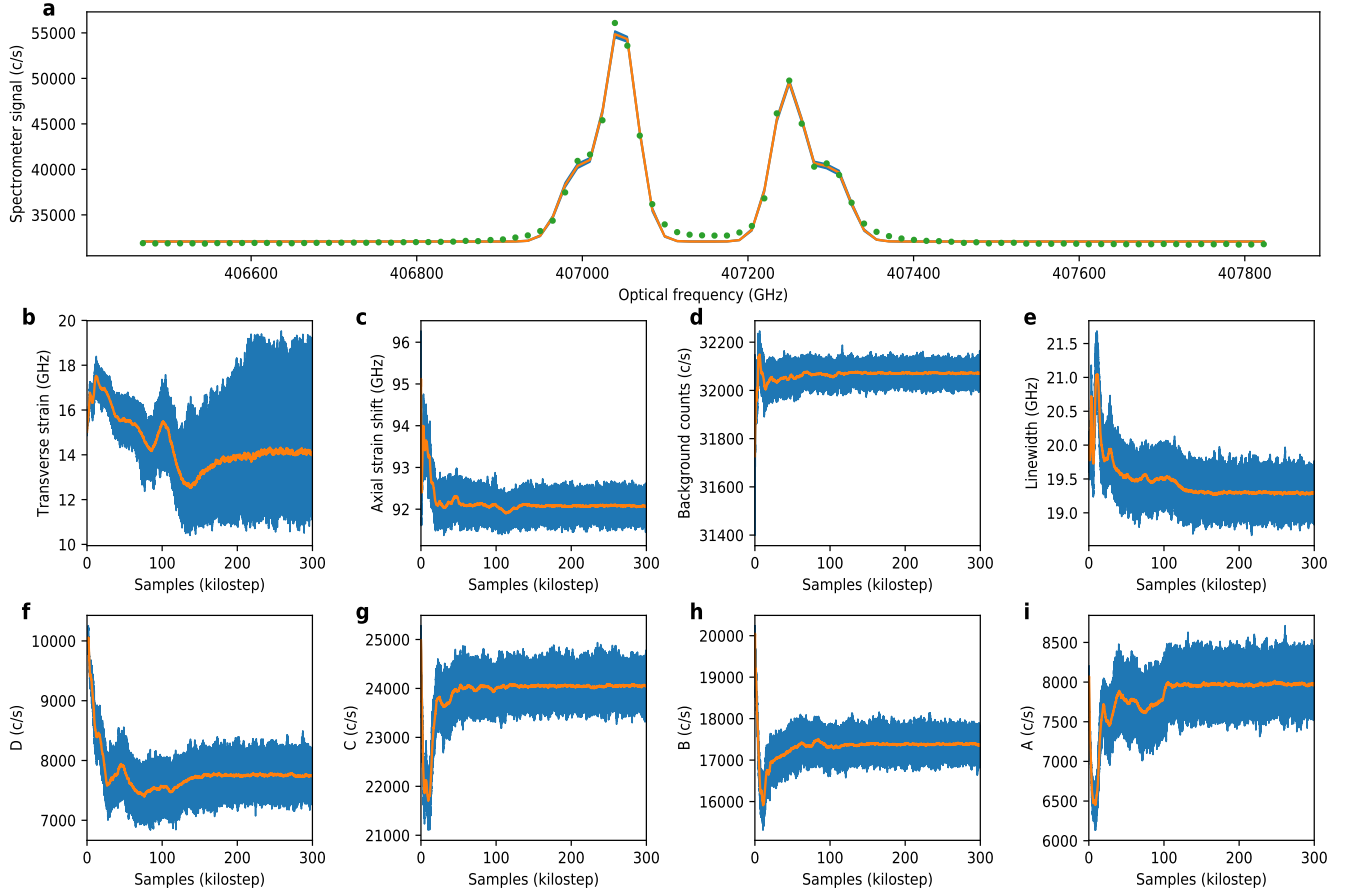 a
Spectrometer signal (c/s)
55000
50000
45000
40000
35000
406600 406800 407000 407200 407400 407600 407800
Optical frequency (GHz)
b
Transverse strain (GHz)
20
18
16
14
12
10
0 100 200 300
Samples (kilostep)
c
Axial strain shift (GHz)
96
95
94
93
92
0 100 200 300
Samples (kilostep)
d
Background counts (c/s)
32200
32000
31800
31600
31400
0 100 200 300
Samples (kilostep)
e
Linewidth (GHz)
21.5
21.0
20.5
20.0
19.5
19.0
0 100 200 300
Samples (kilostep)
f
D (c/s)
10000
9000
8000
7000
0 100 200 300
Samples (kilostep)
g
C (c/s)
25000
24000
23000
22000
21000
0 100 200 300
Samples (kilostep)
h
B (c/s)
20000
19000
18000
17000
16000
0 100 200 300
Samples (kilostep)
i
A (c/s)
8500
8000
7500
7000
6500
6000
0 100 200 300
Samples (kilostep)